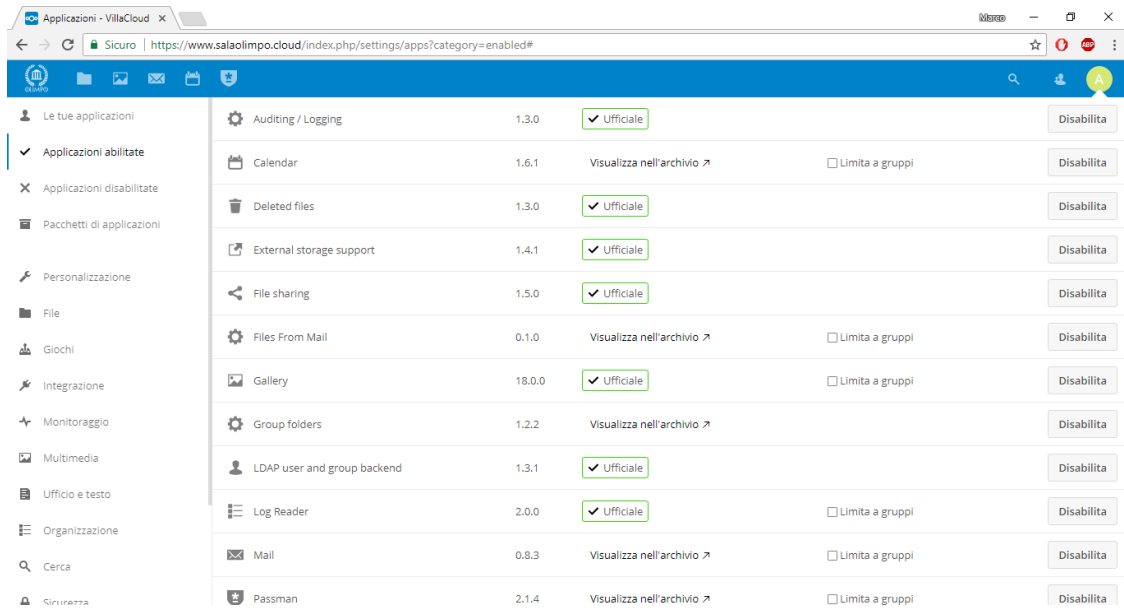 Applicazioni - VillaCloud
Marco
Sicuro https://www.salaolimpo.cloud/index.php/settings/apps?category=enabled#
ABP
OLIMPO
A
Le tue applicazioni
Applicazioni abilitate
Applicazioni disabilitate
Pacchetti di applicazioni
Personalizzazione
File
Giochi
Integrazione
Monitoraggio
Multimedia
Ufficio e testo
Organizzazione
Cerca
Sicurezza
Auditing / Logging 1.3.0 Ufficiale Disabilita
Calendar 1.6.1 Visualizza nell'archivio ↗ Limita a gruppi Disabilita
Deleted files 1.3.0 Ufficiale Disabilita
External storage support 1.4.1 Ufficiale Disabilita
File sharing 1.5.0 Ufficiale Disabilita
Files From Mail 0.1.0 Visualizza nell'archivio ↗ Limita a gruppi Disabilita
Gallery 18.0.0 Ufficiale Limita a gruppi Disabilita
Group folders 1.2.2 Visualizza nell'archivio ↗ Disabilita
LDAP user and group backend 1.3.1 Ufficiale Disabilita
Log Reader 2.0.0 Ufficiale Limita a gruppi Disabilita
Mail 0.8.3 Visualizza nell'archivio ↗ Limita a gruppi Disabilita
Passman 2.1.4 Visualizza nell'archivio ↗ Limita a gruppi Disabilita